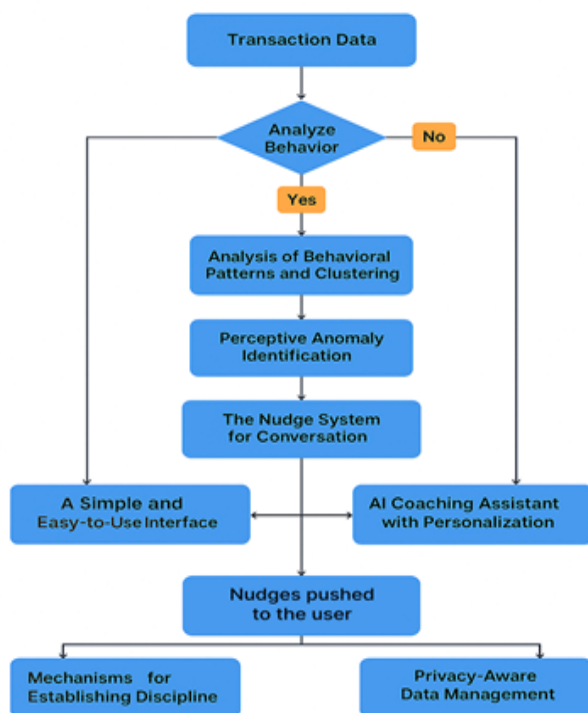 Transaction Data
Analyze
Behavior
No
Yes
Analysis of Behavioral
Patterns and Clustering
Perceptive Anomaly
Identification
The Nudge System
for Conversation
A Simple and
Easy-to-Use Interface
AI Coaching Assistant
with Personalization
Nudges pushed
to the user
Mechanisms for
Establishing Discipline
Privacy-Aware
Data Management